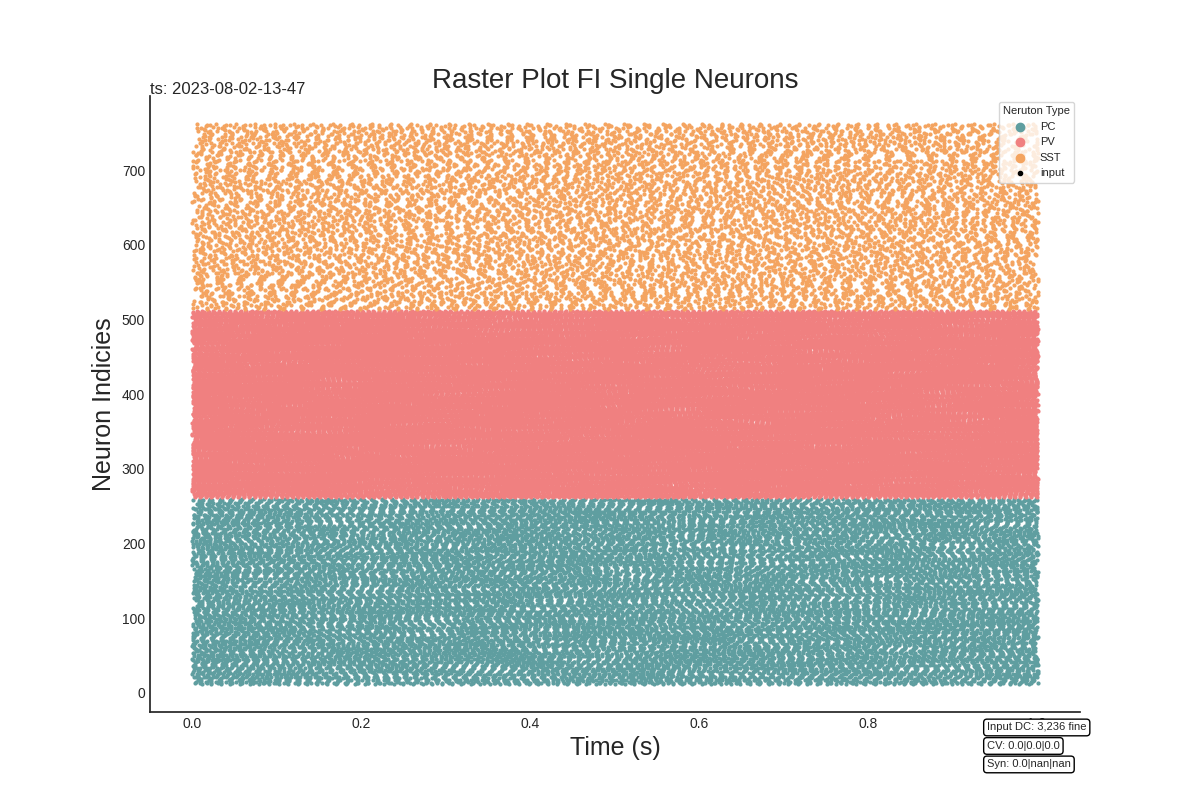 Raster Plot FI Single Neurons
ts: 2023-08-02-13-47
Neruton Type
PC
PV
SST
input
700
600
500
400
300
200
100
0
Neuron Indicies
0.0 0.2 0.4 0.6 0.8
Time (s)
Input DC: 3,236 fine
CV: 0.0|0.0|0.0
Syn: 0.0|nan|nan